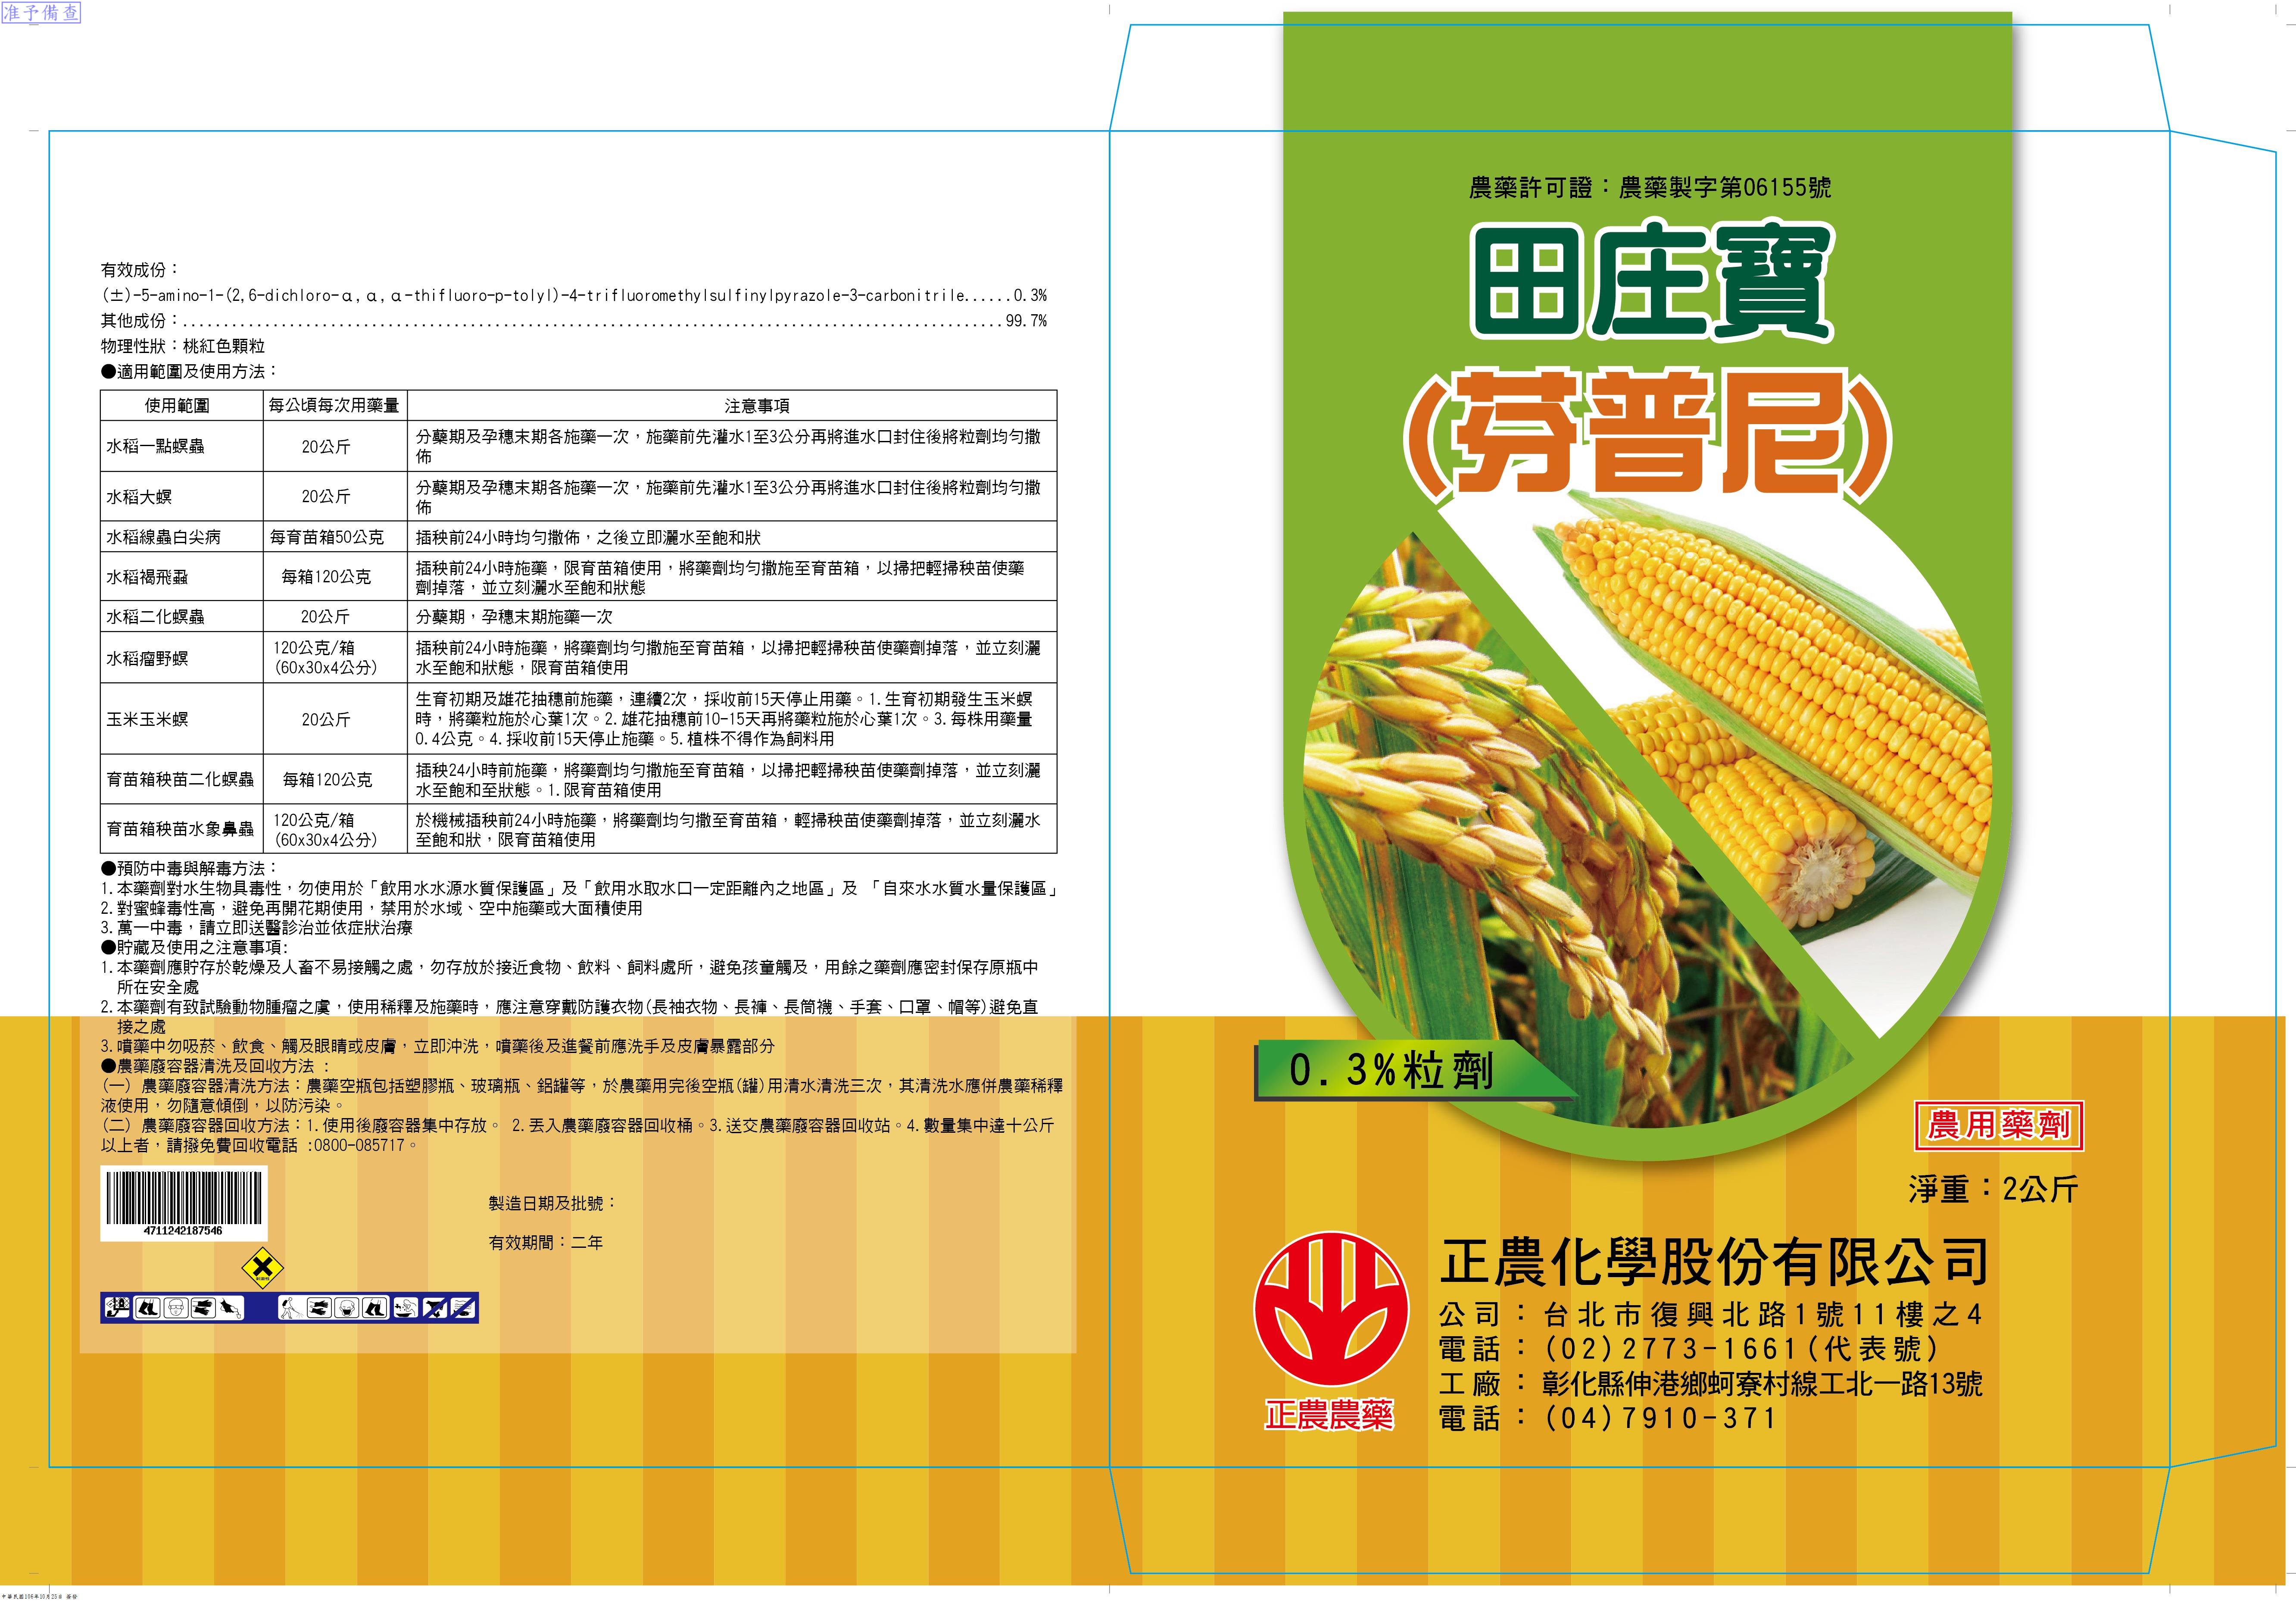 准予備查
有效成份：
(±)-5-amino-1-(2,6-dichloro-α,α,α-thifluoro-p-tolyl)-4-trifluoromethylsulfinylpyrazole-3-carbonitrile......0.3%
其他成份：....................................................................................................99.7%
物理性狀：桃紅色顆粒
●適用範圍及使用方法：
使用範圍 每公頃每次用藥量 注意事項
水稻一點螟蟲 20公斤 分蘗期及孕穗末期各施藥一次，施藥前先灌水1至3公分再將進水口封住後將粒劑均勻撒
佈
水稻大螟 20公斤 分蘗期及孕穗末期各施藥一次，施藥前先灌水1至3公分再將進水口封住後將粒劑均勻撒
佈
水稻線蟲白尖病 每育苗箱50公克 插秧前24小時均勻撒佈，之後立即灑水至飽和狀
水稻褐飛蝨 每箱120公克 插秧前24小時施藥，限育苗箱使用，將藥劑均勻撒施至育苗箱，以掃把輕掃秧苗使藥
劑掉落，並立刻灑水至飽和狀態
水稻二化螟蟲 20公斤 分蘗期，孕穗末期施藥一次
水稻瘤野螟 120公克/箱 插秧前24小時施藥，將藥劑均勻撒施至育苗箱，以掃把輕掃秧苗使藥劑掉落，並立刻灑
(60x30x4公分) 水至飽和狀態，限育苗箱使用
玉米玉米螟 20公斤 生育初期及雄花抽穗前施藥，連續2次，採收前15天停止用藥。1.生育初期發生玉米螟
時，將藥粒施於心葉1次。2.雄花抽穗前10-15天再將藥粒施於心葉1次。3.每株用藥量
0.4公克。4.採收前15天停止施藥。5.植株不得作為飼料用
育苗箱秧苗二化螟蟲 每箱120公克 插秧24小時前施藥，將藥劑均勻撒施至育苗箱，以掃把輕掃秧苗使藥劑掉落，並立刻灑
水至飽和至狀態。1.限育苗箱使用
育苗箱秧苗水象鼻蟲 120公克/箱 於機械插秧前24小時施藥，將藥劑均勻撒至育苗箱，輕掃秧苗使藥劑掉落，並立刻灑水
(60x30x4公分) 至飽和狀，限育苗箱使用
●預防中毒與解毒方法：
1.本藥劑對水生物具毒性，勿使用於「飲用水水源水質保護區」及「飲用水取水口一定距離內之地區」及 「自來水水質水量保護區」
2.對蜜蜂毒性高，避免再開花期使用，禁用於水域、空中施藥或大面積使用
3.萬一中毒，請立即送醫診治並依症狀治療
●貯藏及使用之注意事項:
1.本藥劑應貯存於乾燥及人畜不易接觸之處，勿存放於接近食物、飲料、飼料處所，避免孩童觸及，用餘之藥劑應密封保存原瓶中
所在安全處
2.本藥劑有致試驗動物腫瘤之虞，使用稀釋及施藥時，應注意穿戴防護衣物(長袖衣物、長褲、長筒襪、手套、口罩、帽等)避免直
接之處
3.噴藥中勿吸菸、飲食、觸及眼睛或皮膚，立即沖洗，噴藥後及進餐前應洗手及皮膚暴露部分
●農藥廢容器清洗及回收方法 :
(一) 農藥廢容器清洗方法：農藥空瓶包括塑膠瓶、玻璃瓶、鋁罐等，於農藥用完後空瓶(罐)用清水清洗三次，其清洗水應併農藥稀釋
液使用，勿隨意傾倒，以防污染。
(二) 農藥廢容器回收方法：1.使用後廢容器集中存放。 2.丟入農藥廢容器回收桶。3.送交農藥廢容器回收站。4.數量集中達十公斤
以上者，請撥免費回收電話 :0800-085717。
4711242187546
製造日期及批號：
有效期間：二年
農藥許可證：農藥製字第06155號
田庄寶
(芬普尼)
0.3%粒劑
農用藥劑
淨重：2公斤
正農農藥
正農化學股份有限公司
公司：台北市復興北路1號11樓之4
電話：(02)2773-1661(代表號)
工廠：彰化縣伸港鄉蚵寮村線工北一路13號
電話：(04)7910-371
中華民國106年10月25日